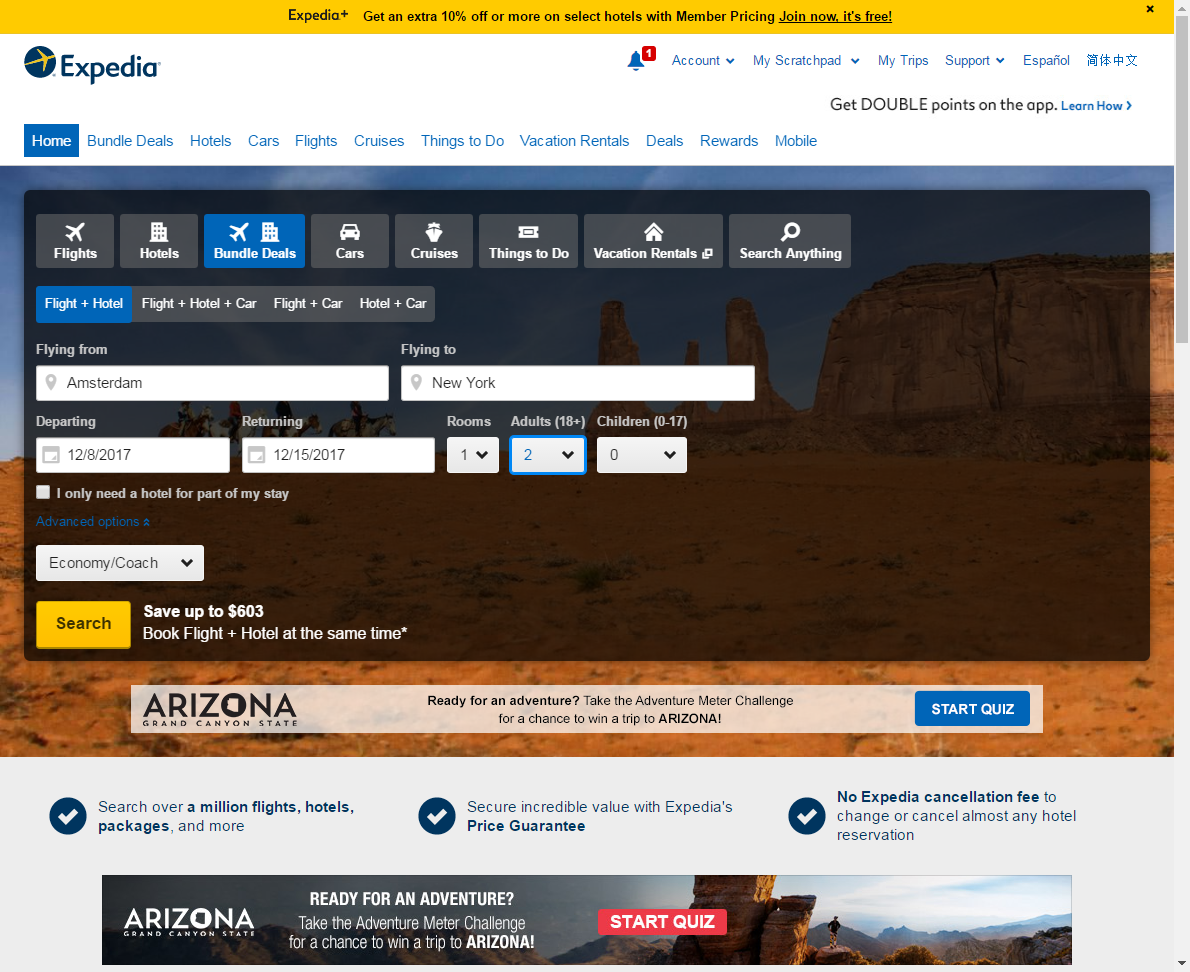 Expedia+ Get an extra 10% off or more on select hotels with Member Pricing Join now, it's free!
Expedia
1
Account
My Scratchpad
My Trips
Support
Español
简体中文
Get DOUBLE points on the app. Learn How
Home
Bundle Deals
Hotels
Cars
Flights
Cruises
Things to Do
Vacation Rentals
Deals
Rewards
Mobile
Flights
Hotels
Bundle Deals
Cars
Cruises
Things to Do
Vacation Rentals
Search Anything
Flight + Hotel
Flight + Hotel + Car
Flight + Car
Hotel + Car
Flying from
Flying to
Amsterdam
New York
Departing
Returning
Rooms
Adults (18+)
Children (0-17)
12/8/2017
12/15/2017
1
2
0
I only need a hotel for part of my stay
Advanced options
Economy/Coach
Search
Save up to $603
Book Flight + Hotel at the same time*
ARIZONA
GRAND CANYON STATE
Ready for an adventure? Take the Adventure Meter Challenge
for a chance to win a trip to ARIZONA!
START QUIZ
Search over a million flights, hotels,
packages, and more
Secure incredible value with Expedia's
Price Guarantee
No Expedia cancellation fee to
change or cancel almost any hotel
reservation
ARIZONA
GRAND CANYON STATE
READY FOR AN ADVENTURE?
Take the Adventure Meter Challenge
for a chance to win a trip to ARIZONA!
START QUIZ